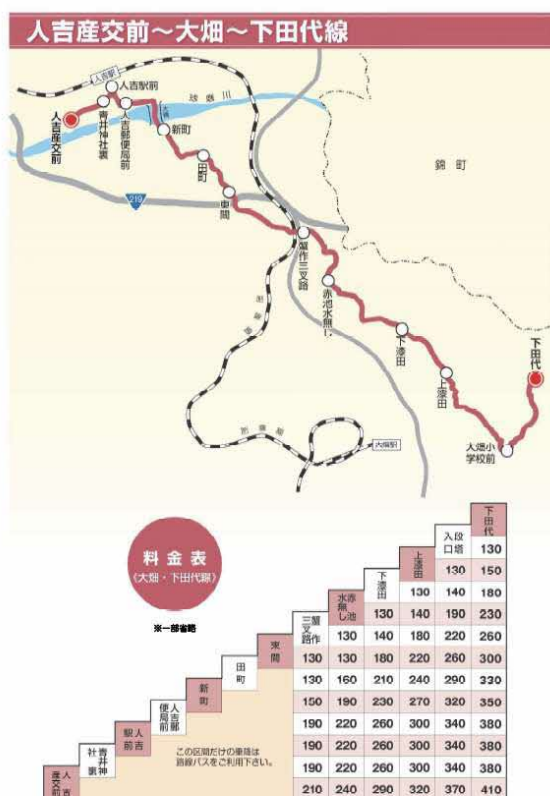 人吉産交前～大畑～下田代線
人吉駅
人吉駅前
球磨川
人吉産交前
青井神社裏
人吉郵便局前
新町
錦町
田町
219
東間
蟹作三叉路
肥薩線
赤池水無し
下漆田
下田代
上漆田
肥薩線
大畑駅
大畑小学校前
料金表
(大畑・下田代線)
※一部省略
下田代
段塔入口 130
上漆田 130 150
下漆田 130 140 180
赤池水無し 130 140 190 230
蟹作三叉路 130 140 180 220 260
東間 130 130 180 220 260 300
田町 130 160 210 240 290 330
新町 150 190 230 270 320 350
人吉郵便局前 190 220 260 300 340 380
人吉駅前 190 220 260 300 340 380
青井神社裏 190 220 260 300 340 380
人吉産交前 210 240 290 320 370 410
この区間だけの乗降は
路線バスをご利用下さい。